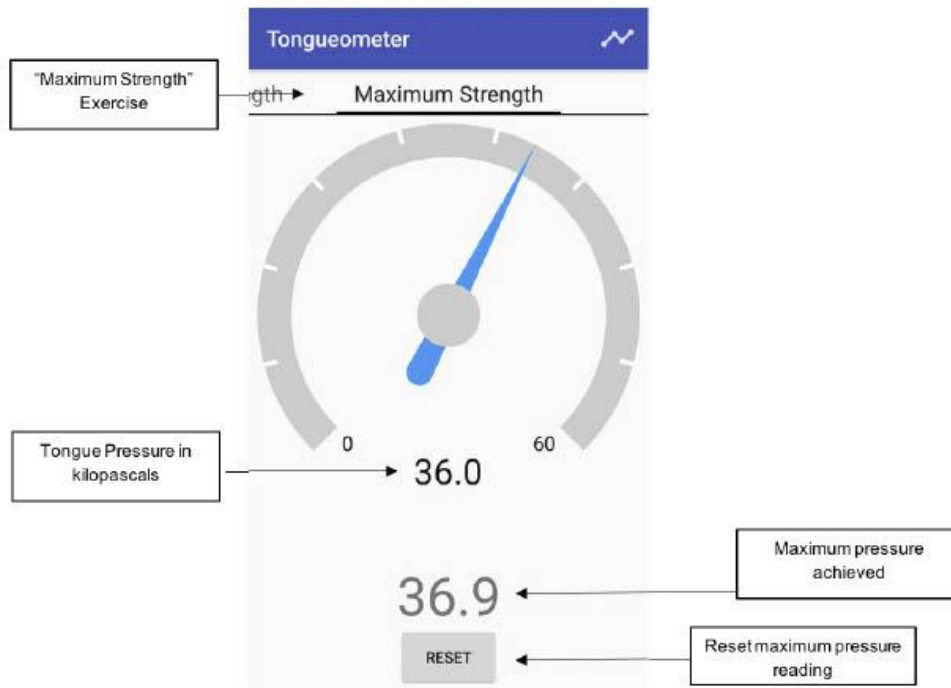 Tongueometer
"Maximum Strength"
Exercise
gth
Maximum Strength
0
60
Tongue Pressure in
kilopascals
36.0
Maximum pressure
achieved
36.9
RESET
Reset maximum pressure
reading